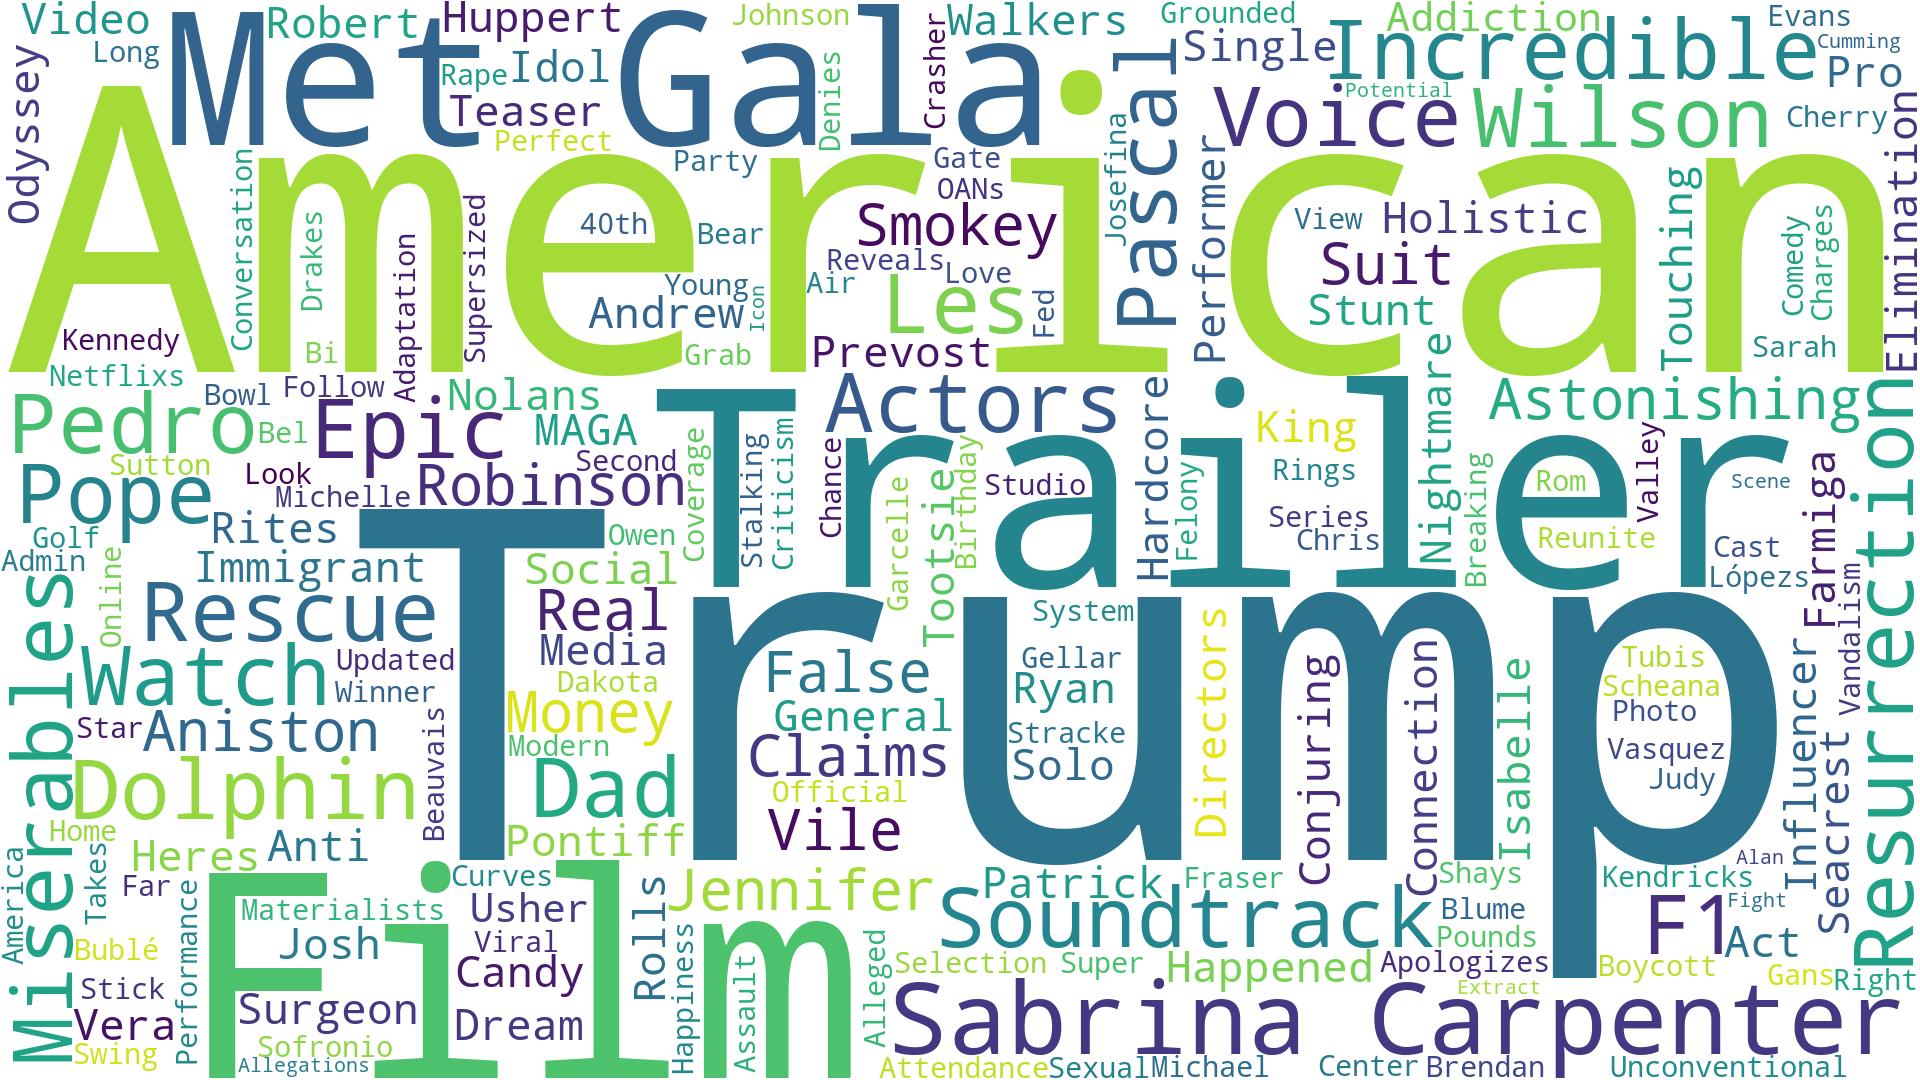 Video
Robert
Huppert
Johnson
Walkers
Grounded
Addiction
Evans
Long
Met Gala
Rape
Idol
Crasher
Single
Incredible
Cumming
Pro
Odyssey
Teaser
Perfect
Denies
Pascal
Potential
Voice
Wilson
Cherry
American
Conversation
Party
Gate
OANs
Josefina
Performer
Elimination
Drakes
Adaptation
Supersized
40th
Bear
Smokey
View
Holistic
Touching
Comedy
Charges
Reveals
Love
Young
Icon
Air
Les
Fed
Suit
Stunt
Andrew
Kennedy
Bi
Grab
Prevost
Sarah
Netflixs
Bowl
Follow
Nolans
Actors
Trailer
Nightmare
Astonishing
Pedro
Bel
Epic
MAGA
King
Sutton
Look
Second
Coverage
Stalking
Criticism
Chance
Birthday
Hardcore
Rings
Valley
Pope
Michelle
Robinson
Garcelle
Tootsie
Studio
Felony
Series
Breaking
Rom
Scene
Farmiga
Resurrection
Golf
Rites
Owen
Chris
Reunite
Cast
Admin
Online
Immigrant
Social
Lópezs
Vandalism
Miserables
Rescue
Trump
Real
System
Directors
Watch
Updated
Media
False
Gellar
Conjuring
Connection
Isabelle
Tubis
Influencer
Winner
Dakota
Ryan
Scheana
Star
Aniston
Beauvais
Money
General
Stracke
Photo
Seacrest
Modern
Claims
Solo
Vasquez
Dolphin
Dad
Official
Judy
Home
Vile
Heres
Anti
Pontiff
Alan
America
Takes
Far
Film
Curves
Jennifer
Patrick
Fraser
Shays
Kendricks
Performance
Materialists
Usher
Rolls
Soundtrack
Blume
F1
Fight
Bublé
Josh
Viral
Happiness
Pounds
Act
Stick
Candy
Assault
Alleged
Selection
Super
Happened
Apologizes
Boycott
Gans
Right
Vera
Surgeon
Dream
Sabrina Carpenter
Extract
Swing
Sofronio
Allegations
Attendance
Sexual
Michael
Center
Brendan
Unconventional